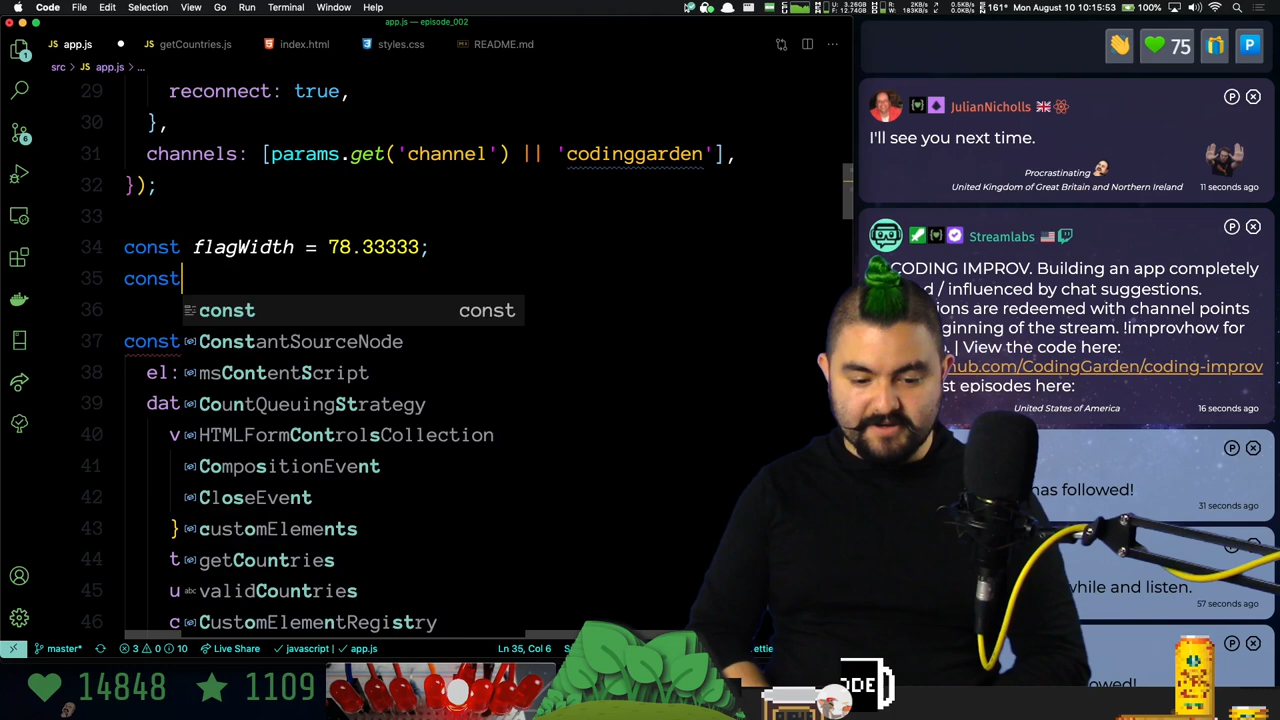 Code File Edit Selection View Go Run Terminal Window Help
161° Mon August 10 10:15:53 100%
app.js — episode_002
app.js
getCountries.js
index.html
styles.css
README.md
src › app.js › ...
29 reconnect: true,
30 },
31 channels: [params.get('channel') || 'codinggarden'],
32 });
33
34 const flagWidth = 78.33333;
35 const
36 const const
37 const ConstantSourceNode
38 el: msContentScript
39 dat CountQueuingStrategy
40 v HTMLFormControlsCollection
41 CompositionEvent
42 CloseEvent
43 } customElements
44 t getCountries
45 u validCountries
46 c CustomElementRegistry
master* 3 0 10 Live Share javascript app.js Ln 35, Col 6
ettie
75
P
JulianNicholls
I'll see you next time.
Procrastinating
United Kingdom of Great Britain and Northern Ireland
11 seconds ago
Streamlabs
CODING IMPROV. Building an app completely
/ influenced by chat suggestions.
are redeemed with channel points
of the stream. !improvhow for
| View the code here:
hub.com/CodingGarden/coding-improv
episodes here:
United States of America
16 seconds ago
has followed!
31 seconds ago
while and listen.
57 seconds ago
14848
1109